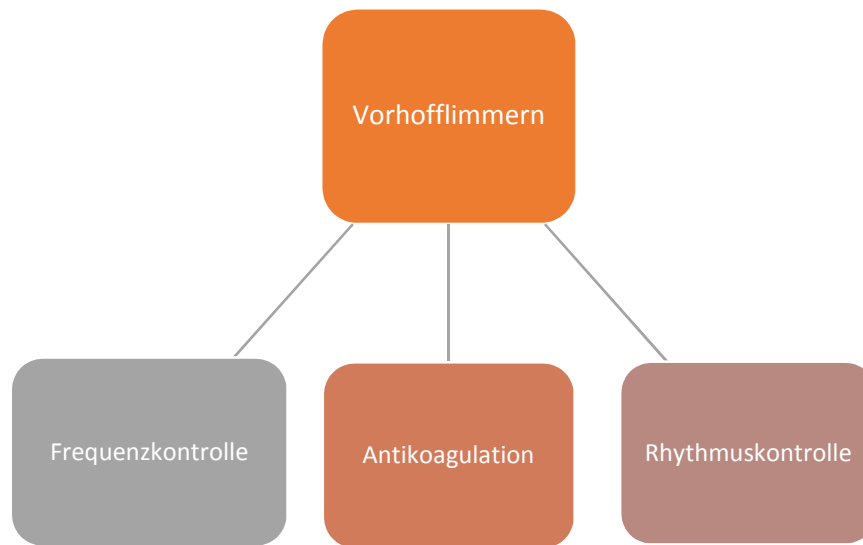 Vorhofflimmern
Frequenzkontrolle
Antikoagulation
Rhythmuskontrolle